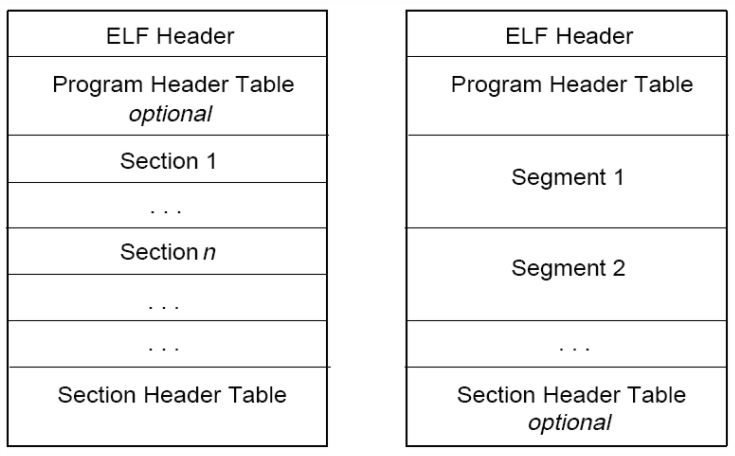 ELF Header
Program Header Table
optional
Section 1
. . .
Section n
. . .
. . .
Section Header Table
ELF Header
Program Header Table
Segment 1
Segment 2
. . .
Section Header Table
optional